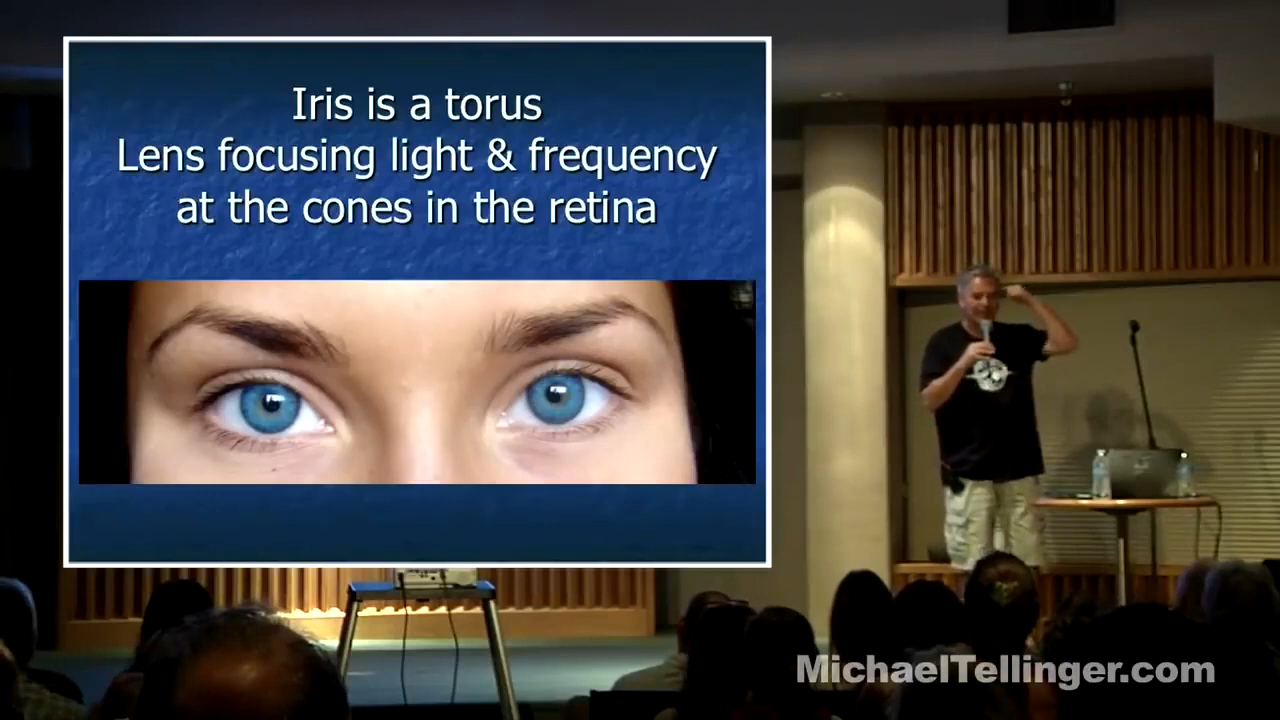 Iris is a torus
Lens focusing light & frequency
at the cones in the retina
MichaelTellinger.com